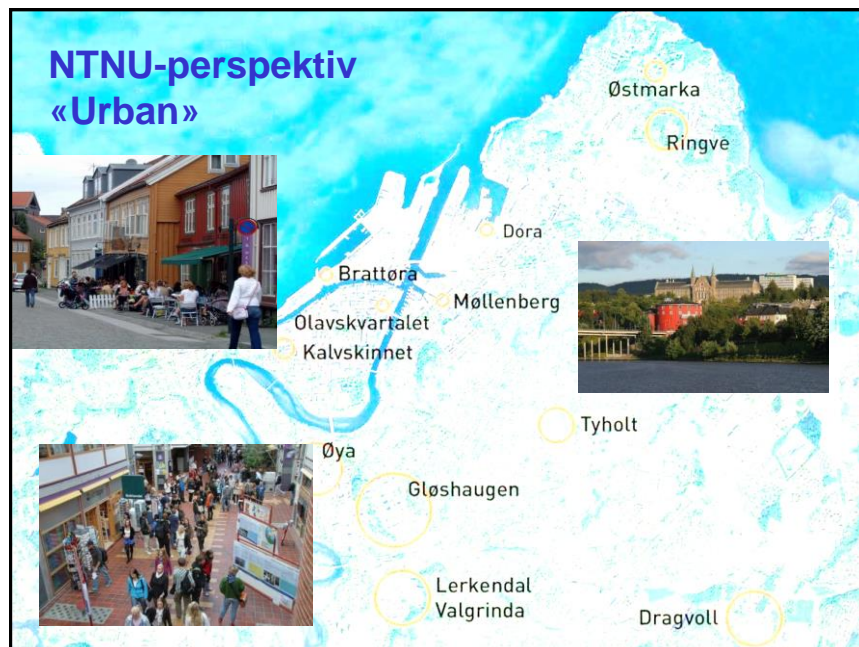 NTNU-perspektiv
«Urban»
Østmarka
Ringve
Dora
Brattøra
Møllenberg
Olavskvartalet
Kalvskinnet
Tyholt
Øya
Gløshaugen
Lerkendal
Valgrinda
Dragvoll